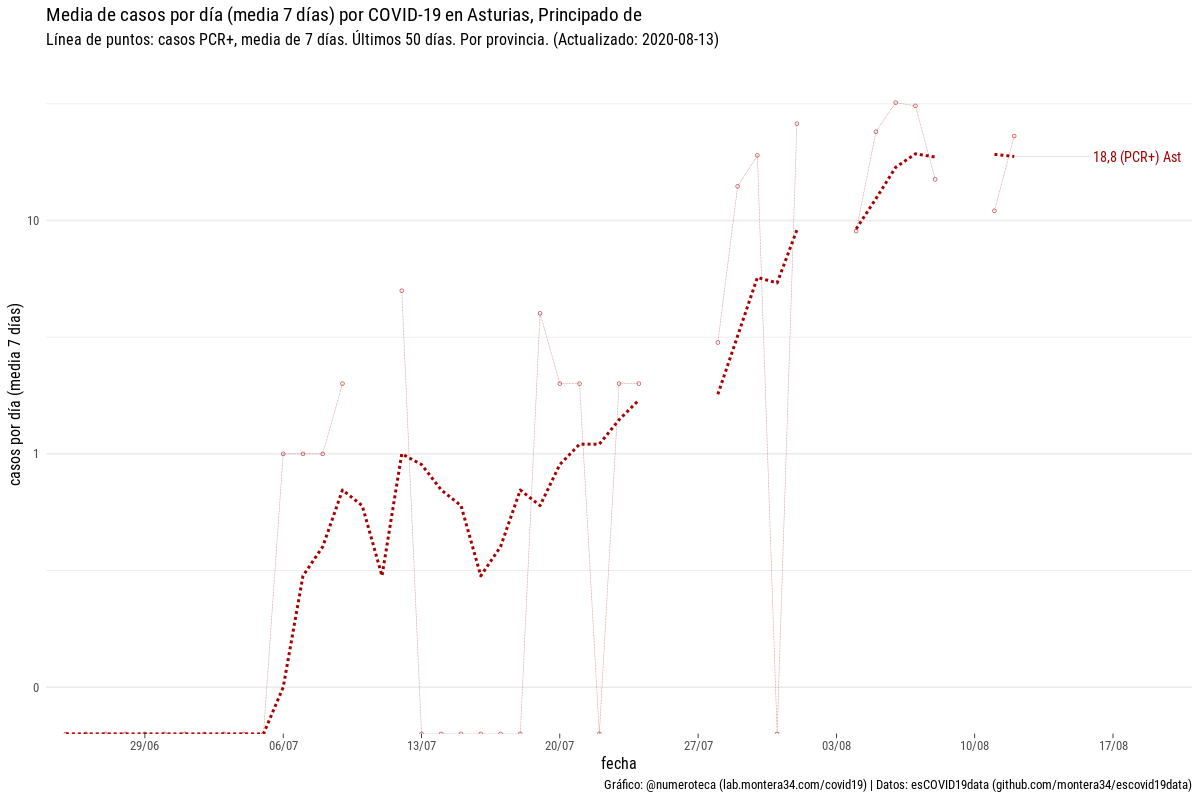 Media de casos por día (media 7 días) por COVID-19 en Asturias, Principado de
Línea de puntos: casos PCR+, media de 7 días. Últimos 50 días. Por provincia. (Actualizado: 2020-08-13)
18,8 (PCR+) Ast
10
1
0
casos por día (media 7 días)
29/06
06/07
13/07
20/07
27/07
03/08
10/08
17/08
fecha
Gráfico: @numeroteca (lab.montera34.com/covid19) | Datos: esCOVID19data (github.com/montera34/escovid19data)